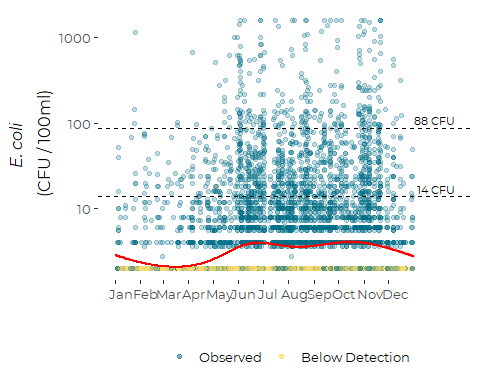 1000
100
10
E. coli
(CFU / 100ml)
88 CFU
14 CFU
Jan Feb Mar Apr May Jun Jul Aug Sep Oct Nov Dec
Observed Below Detection